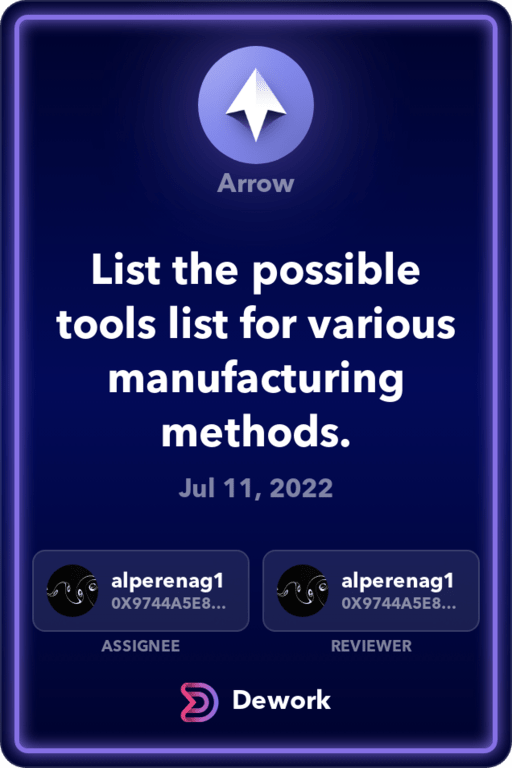 Arrow
List the possible
tools list for various
manufacturing
methods.
Jul 11, 2022
alperenag1
0X9744A5E8...
ASSIGNEE
alperenag1
0X9744A5E8...
REVIEWER
Dework